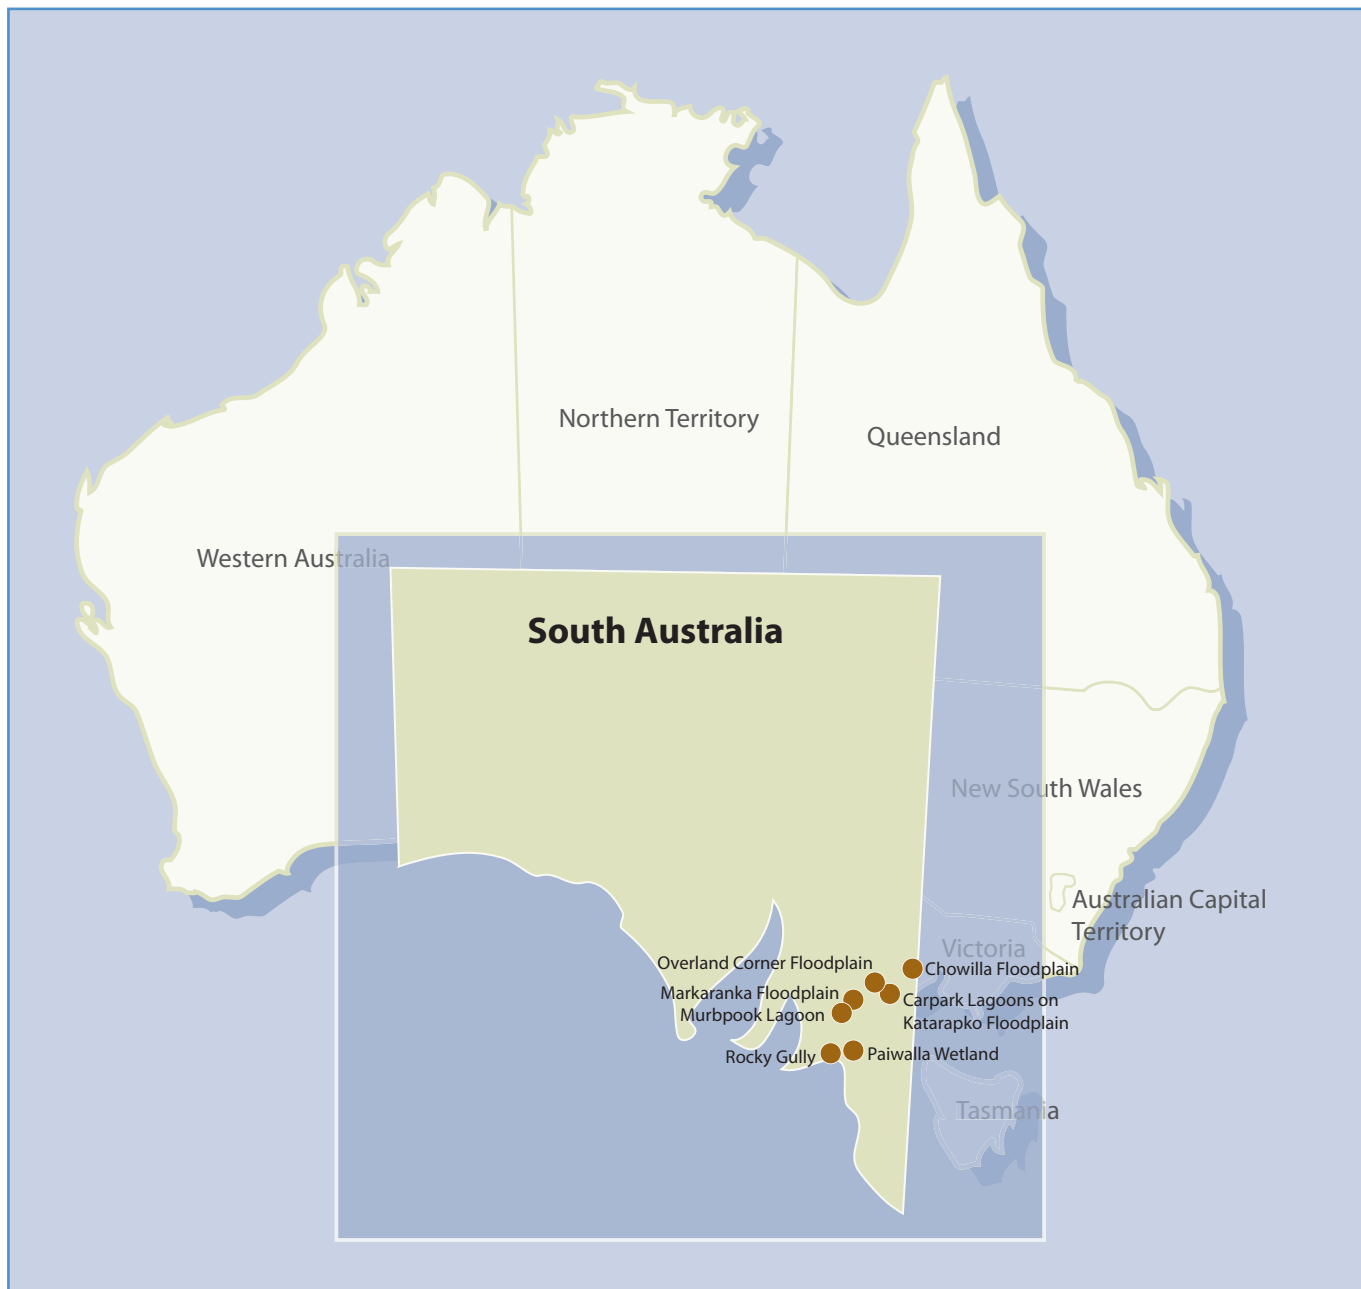 Northern Territory
Queensland
Western Australia
South Australia
New South Wales
Australian Capital
Territory
Victoria
Overland Corner Floodplain
Chowilla Floodplain
Markaranka Floodplain
Carpark Lagoons on
Katarapko Floodplain
Murbpook Lagoon
Rocky Gully
Paiwalla Wetland
Tasmania